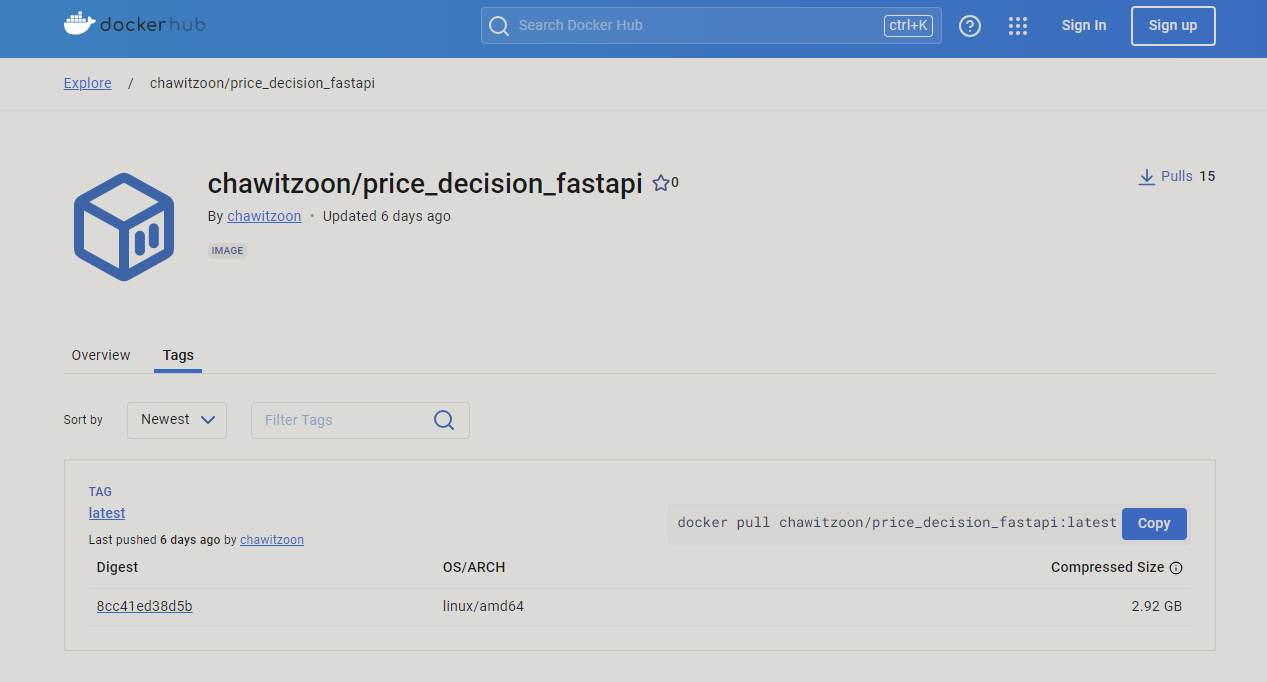 dockerhub Search Docker Hub ctrl+K ? Sign In Sign up
Explore / chawitzoon/price_decision_fastapi
chawitzoon/price_decision_fastapi 0
Pulls 15
By chawitzoon • Updated 6 days ago
IMAGE
Overview Tags
Sort by Newest Filter Tags
TAG
latest
docker pull chawitzoon/price_decision_fastapi:latest Copy
Last pushed 6 days ago by chawitzoon
Digest OS/ARCH Compressed Size
8cc41ed38d5b linux/amd64 2.92 GB